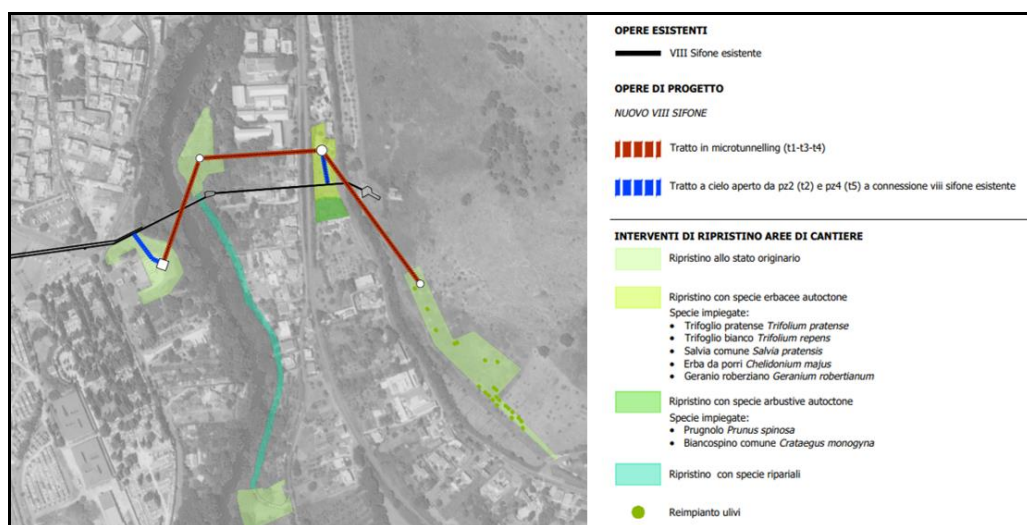 OPERE ESISTENTI
VIII Sifone esistente
OPERE DI PROGETTO
NUOVO VIII SIFONE
Tratto in microtunnelling (t1-t3-t4)
Tratto a cielo aperto da pz2 (t2) e pz4 (t5) a connessione viii sifone esistente
INTERVENTI DI RIPRISTINO AREE DI CANTIERE
Ripristino allo stato originario
Ripristino con specie erbacee autoctone
Specie impiegate:
• Trifoglio pratense Trifolium pratense
• Trifoglio bianco Trifolium repens
• Salvia comune Salvia pratensis
• Erba da porri Chelidonium majus
• Geranio roberziano Geranium robertianum
Ripristino con specie arbustive autoctone
Specie impiegate:
• Prugnolo Prunus spinosa
• Biancospino comune Crataegus monogyna
Ripristino con specie ripariali
Reimpianto ulivi